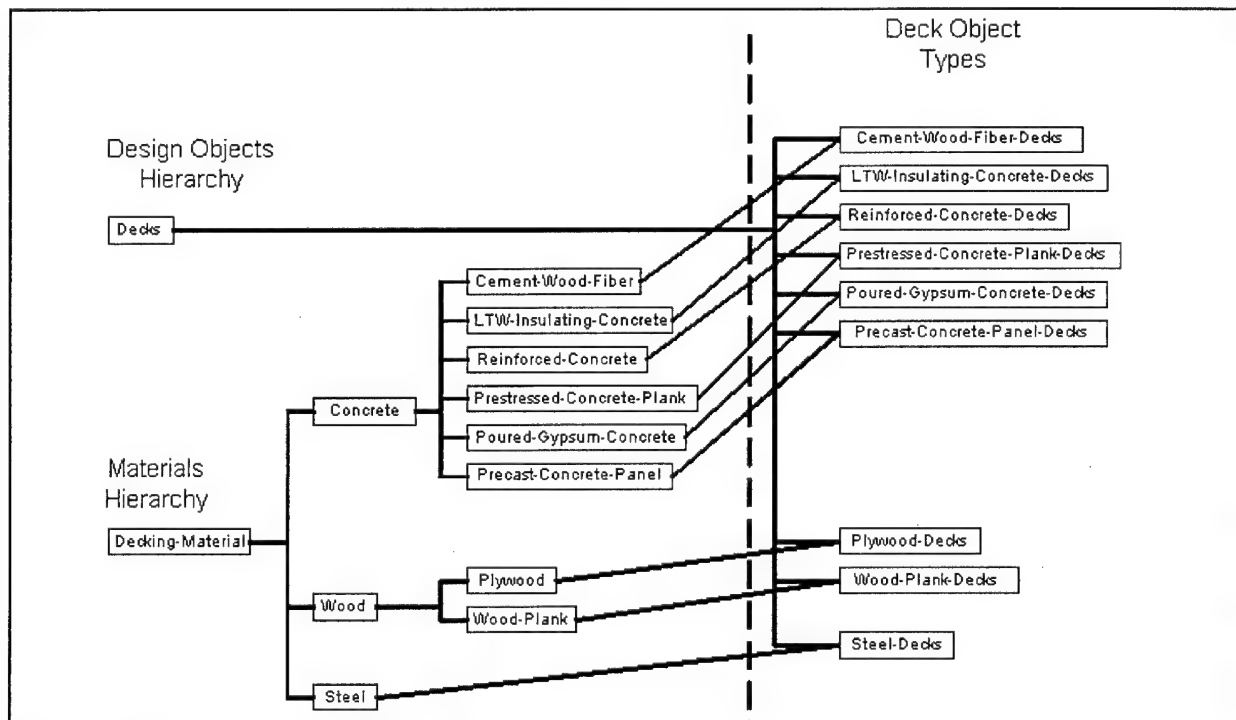 Deck Object
Types
Design Objects
Hierarchy
Decks
Cement-Wood-Fiber-Decks
LTW-Insulating-Concrete-Decks
Reinforced-Concrete-Decks
Prestressed-Concrete-Plank-Decks
Poured-Gypsum-Concrete-Decks
Precast-Concrete-Panel-Decks
Cement-Wood-Fiber
LTW-Insulating-Concrete
Reinforced-Concrete
Prestressed-Concrete-Plank
Poured-Gypsum-Concrete
Precast-Concrete-Panel
Concrete
Materials
Hierarchy
Decking-Material
Plywood
Wood-Plank
Wood
Steel
Plywood-Decks
Wood-Plank-Decks
Steel-Decks